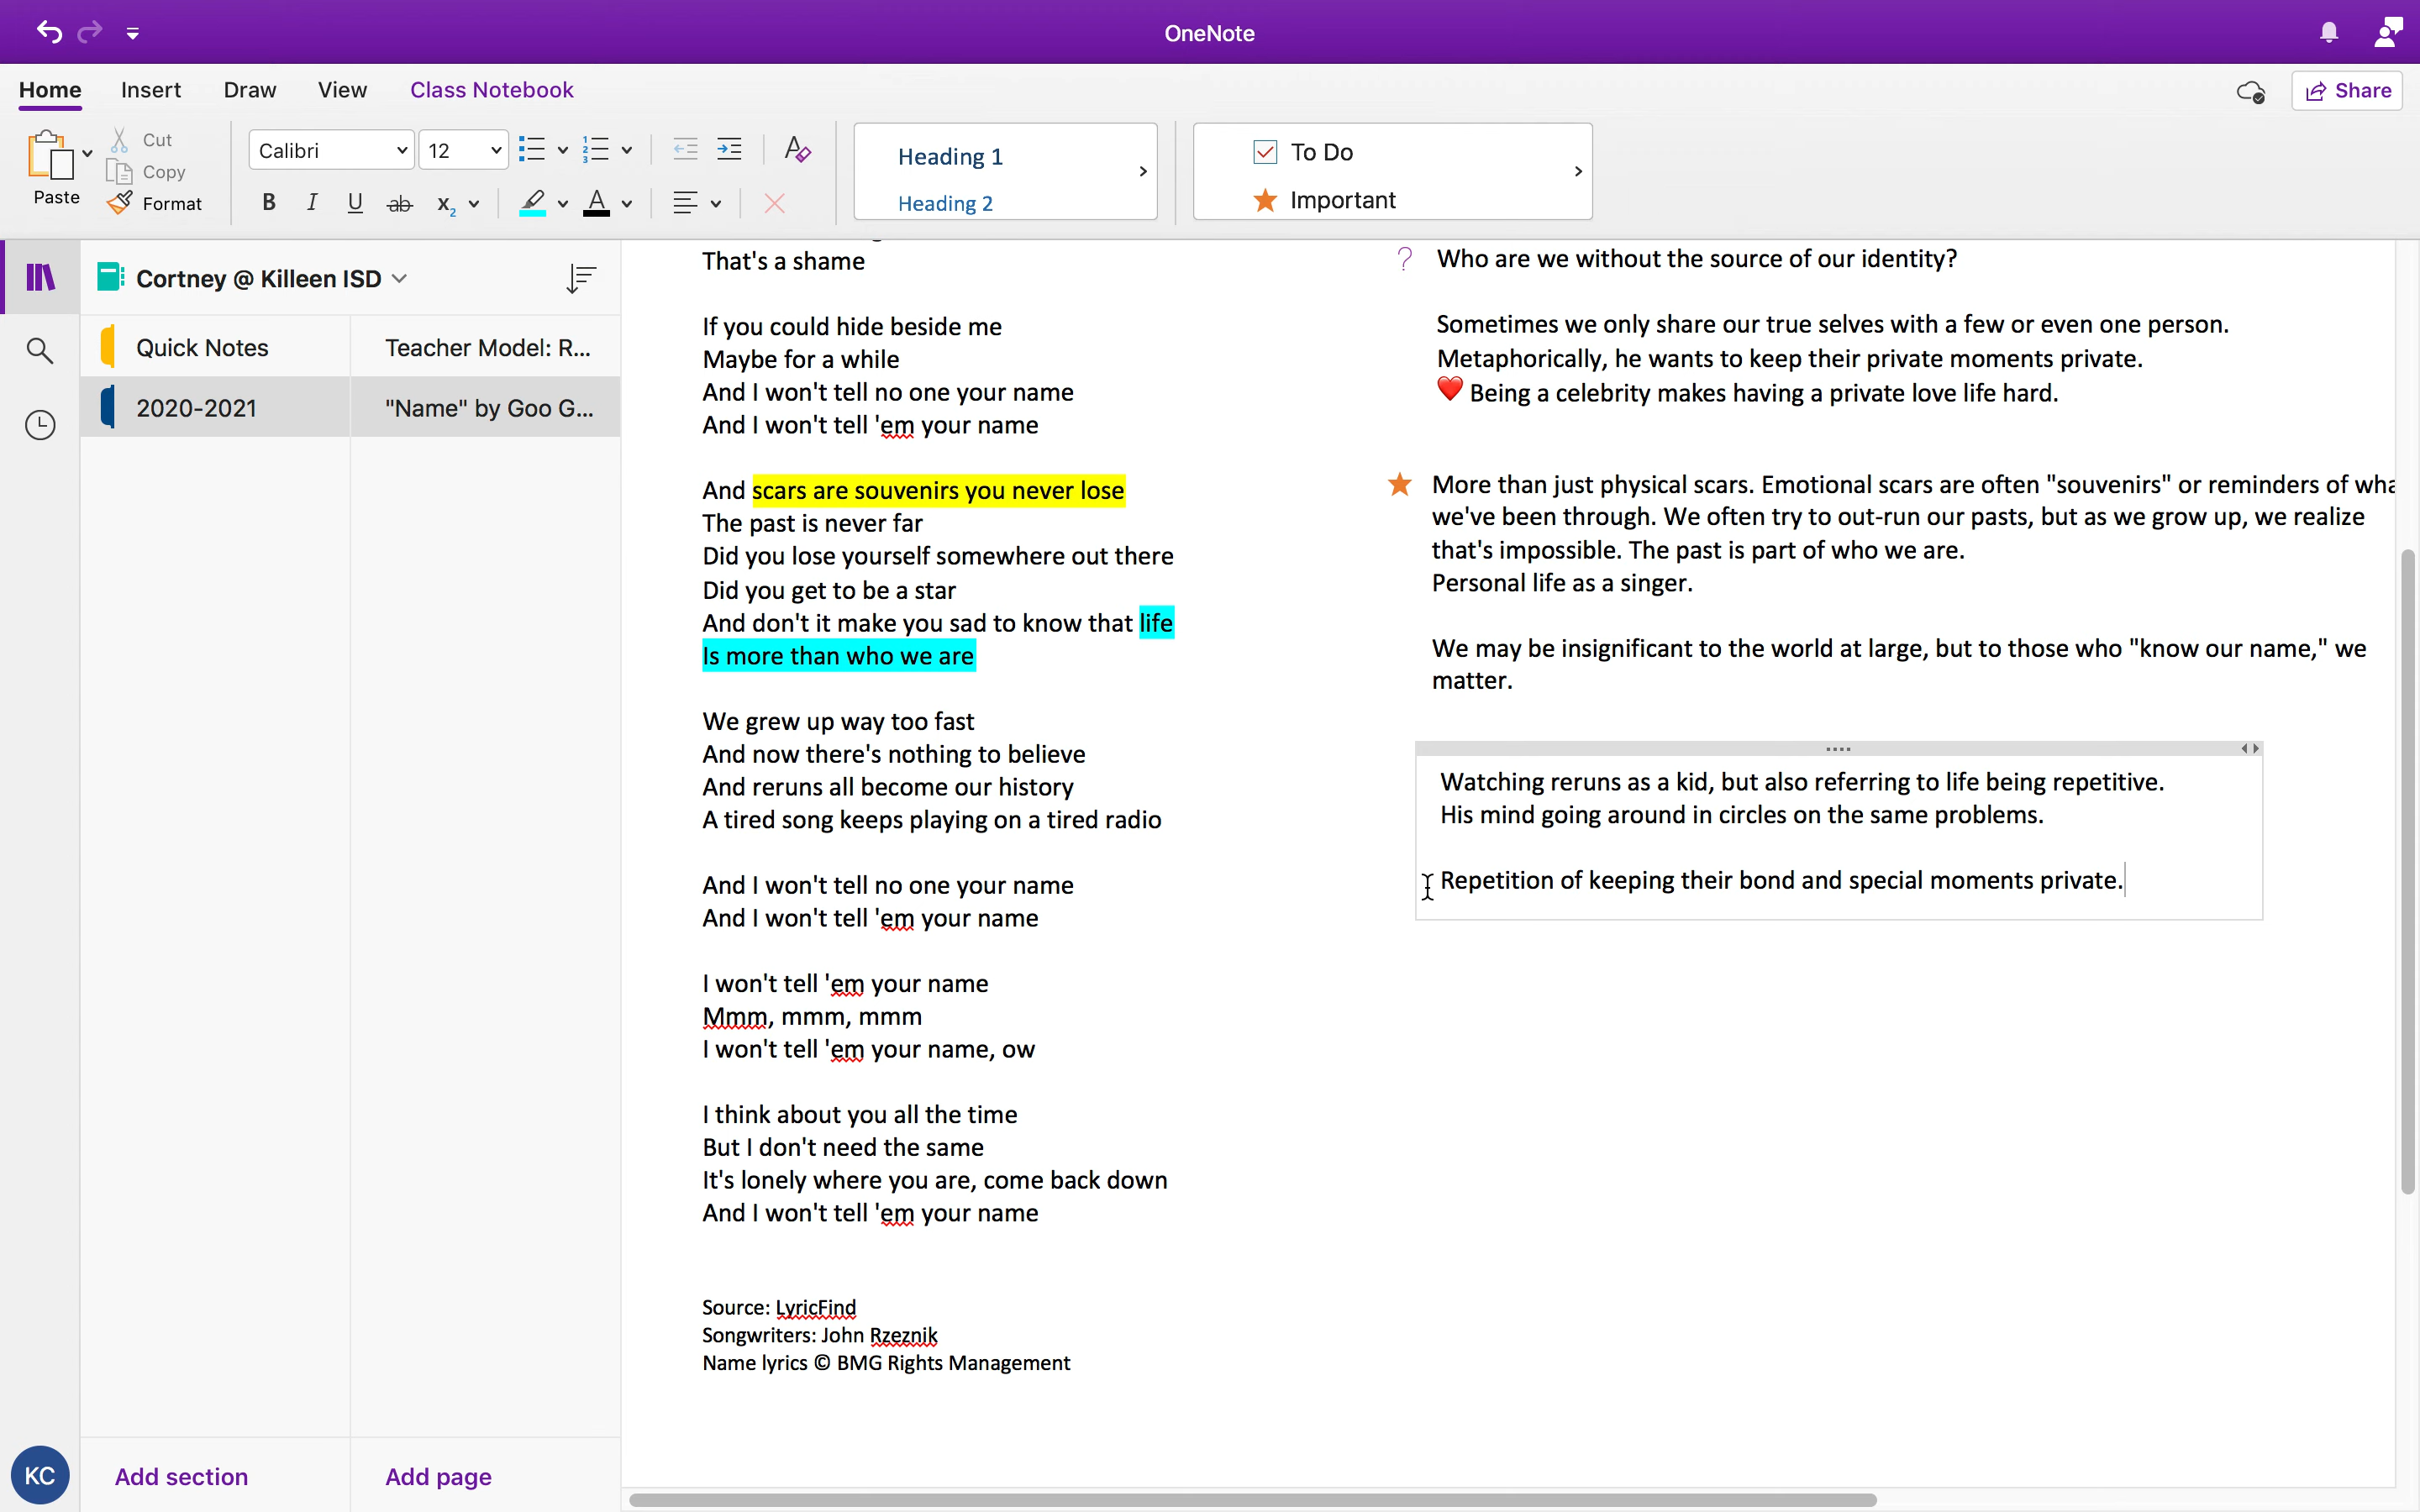 OneNote
Home Insert Draw View Class Notebook
Share
Paste
Cut
Copy
Format
Calibri
12
Heading 1
Heading 2
To Do
Important
Cortney @ Killeen ISD
Quick Notes
2020-2021
Teacher Model: R...
"Name" by Goo G...
That's a shame
If you could hide beside me
Maybe for a while
And I won't tell no one your name
And I won't tell 'em your name
And scars are souvenirs you never lose
The past is never far
Did you lose yourself somewhere out there
Did you get to be a star
And don't it make you sad to know that life
Is more than who we are
We grew up way too fast
And now there's nothing to believe
And reruns all become our history
A tired song keeps playing on a tired radio
And I won't tell no one your name
And I won't tell 'em your name
I won't tell 'em your name
Mmm, mmm, mmm
I won't tell 'em your name, ow
I think about you all the time
But I don't need the same
It's lonely where you are, come back down
And I won't tell 'em your name
Source: LyricFind
Songwriters: John Rzeznik
Name lyrics © BMG Rights Management
? Who are we without the source of our identity?
Sometimes we only share our true selves with a few or even one person.
Metaphorically, he wants to keep their private moments private.
❤️ Being a celebrity makes having a private love life hard.
More than just physical scars. Emotional scars are often "souvenirs" or reminders of
we've been through. We often try to out-run our pasts, but as we grow up, we realize
that's impossible. The past is part of who we are.
Personal life as a singer.
We may be insignificant to the world at large, but to those who "know our name," we
matter.
Watching reruns as a kid, but also referring to life being repetitive.
His mind going around in circles on the same problems.
Repetition of keeping their bond and special moments private.
KC
Add section
Add page